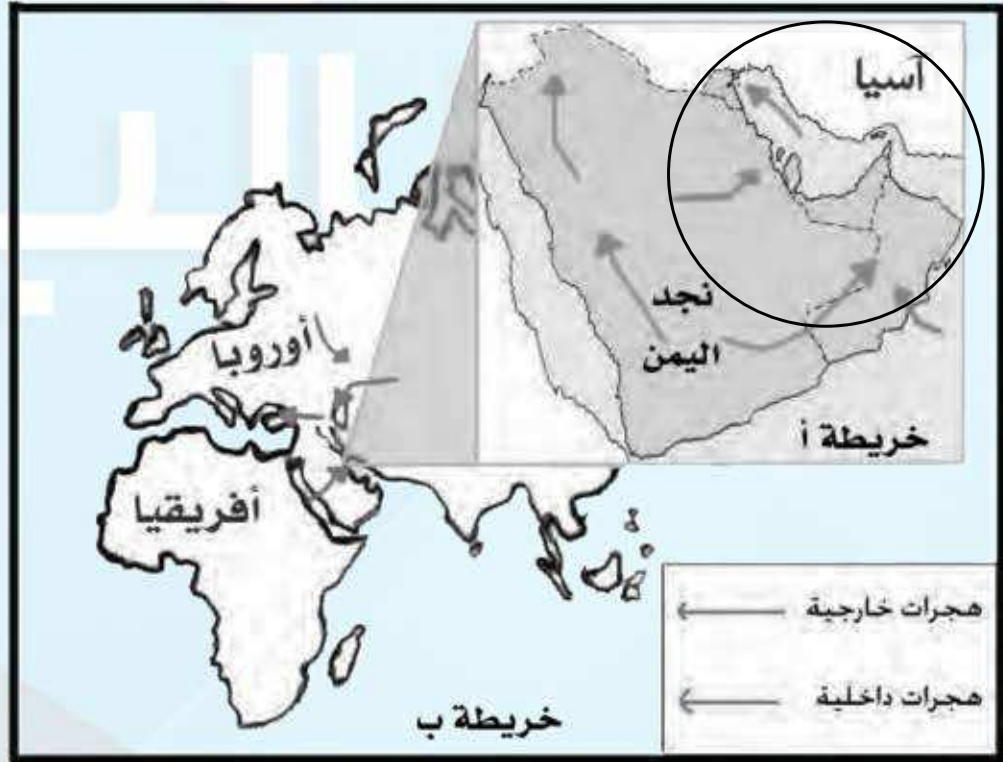 آسيا
نجد
اليمن
خريطة أ
أوروبا
أفريقيا
خريطة ب
هجرات خارجية
هجرات داخلية